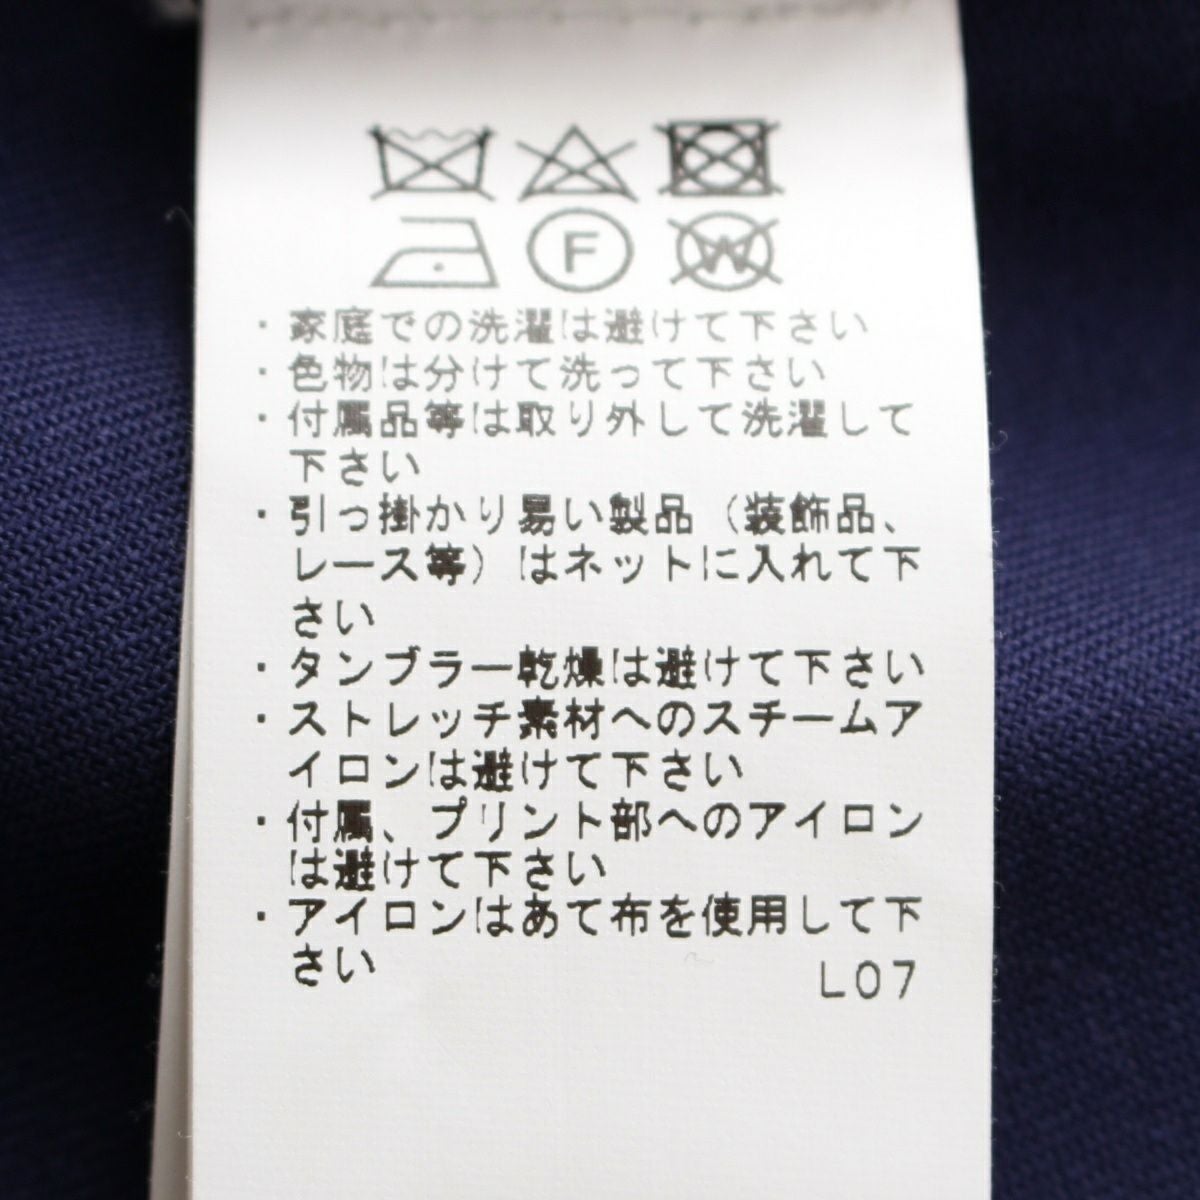 F W
・家庭での洗濯は避けて下さい
・色物は分けて洗って下さい
・付属品等は取り外して洗濯して
下さい
・引っ掛かり易い製品（装飾品、
レース等）はネットに入れて下
さい
・タンブラー乾燥は避けて下さい
・ストレッチ素材へのスチームア
イロンは避けて下さい
・付属、プリント部へのアイロン
は避けて下さい
・アイロンはあて布を使用して下
さい
L07